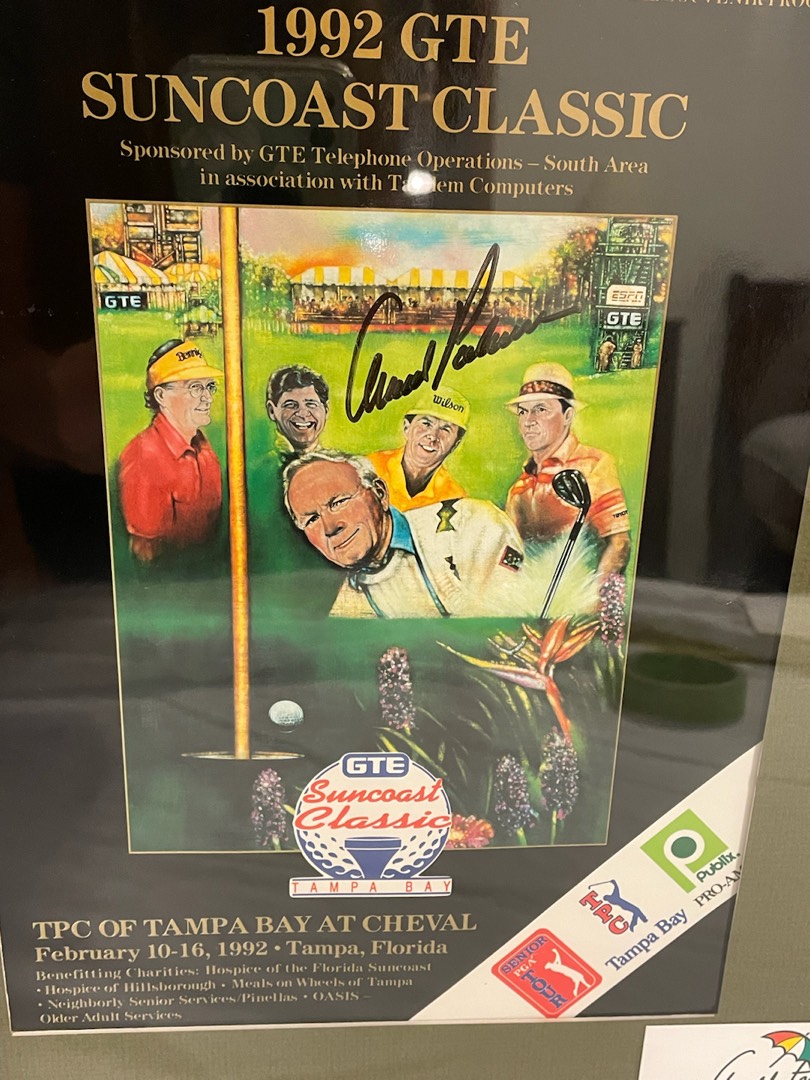 1992 GTE
SUNCOAST CLASSIC
Sponsored by GTE Telephone Operations – South Area
in association with Computers
GTE
ESPN
GTE
Wilson
Arnold Palmer
GTE
Suncoast
Classic
TAMPA BAY
Publix
PRO-AM
TPC
Tampa Bay
SENIOR
PGA
TOUR
TPC OF TAMPA BAY AT CHEVAL
February 10-16, 1992 • Tampa, Florida
Benefitting Charities: Hospice of the Florida Suncoast
• Hospice of Hillsborough • Meals on Wheels of Tampa
• Neighborly Senior Services/Pinellas • OASIS –
Older Adult Services